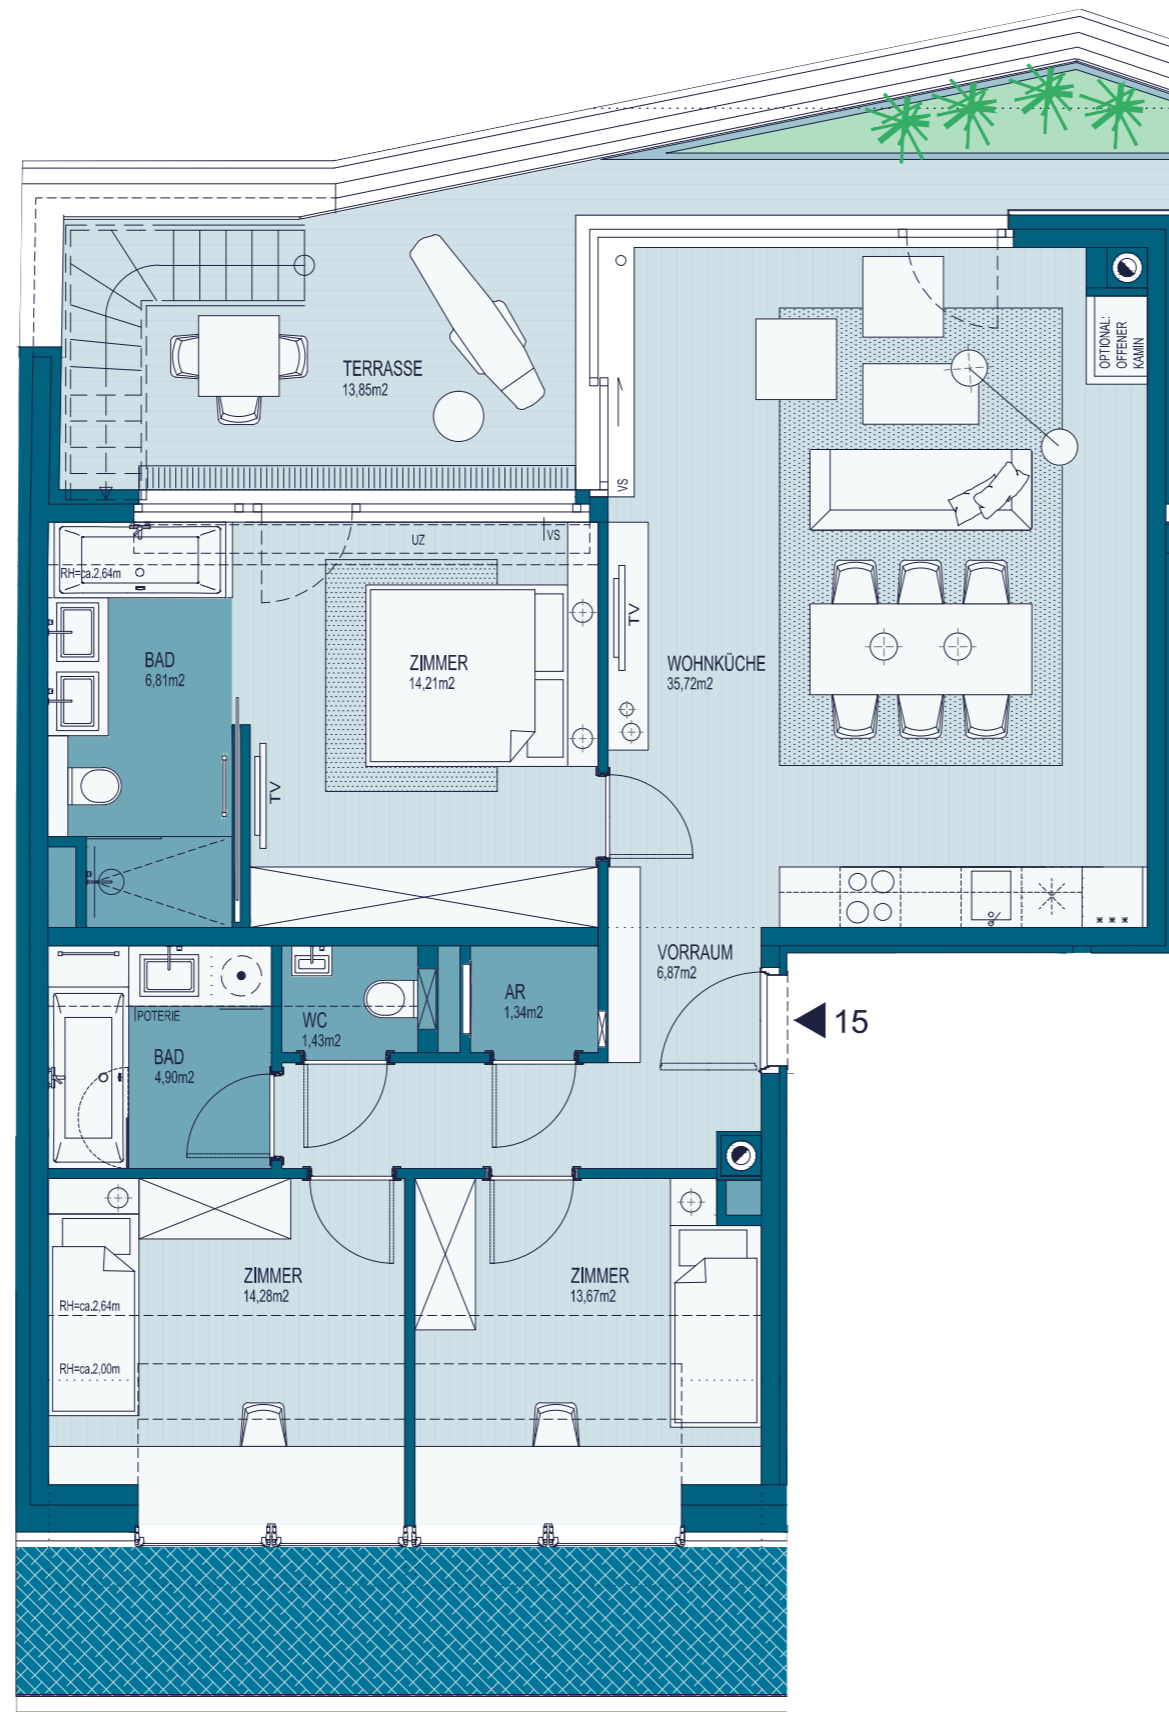 OPTIONAL:
OFFENER
KAMIN
TERRASSE
13,85m2
VS
UZ
VS
RH=ca.2,64m
TV
BAD
6,81m2
ZIMMER
14,21m2
WOHNKÜCHE
35,72m2
TV
VORRAUM
6,87m2
AR
1,34m2
POTERIE
WC
1,43m2
15
BAD
4,90m2
ZIMMER
14,28m2
ZIMMER
13,67m2
RH=ca.2,64m
RH=ca.2,00m